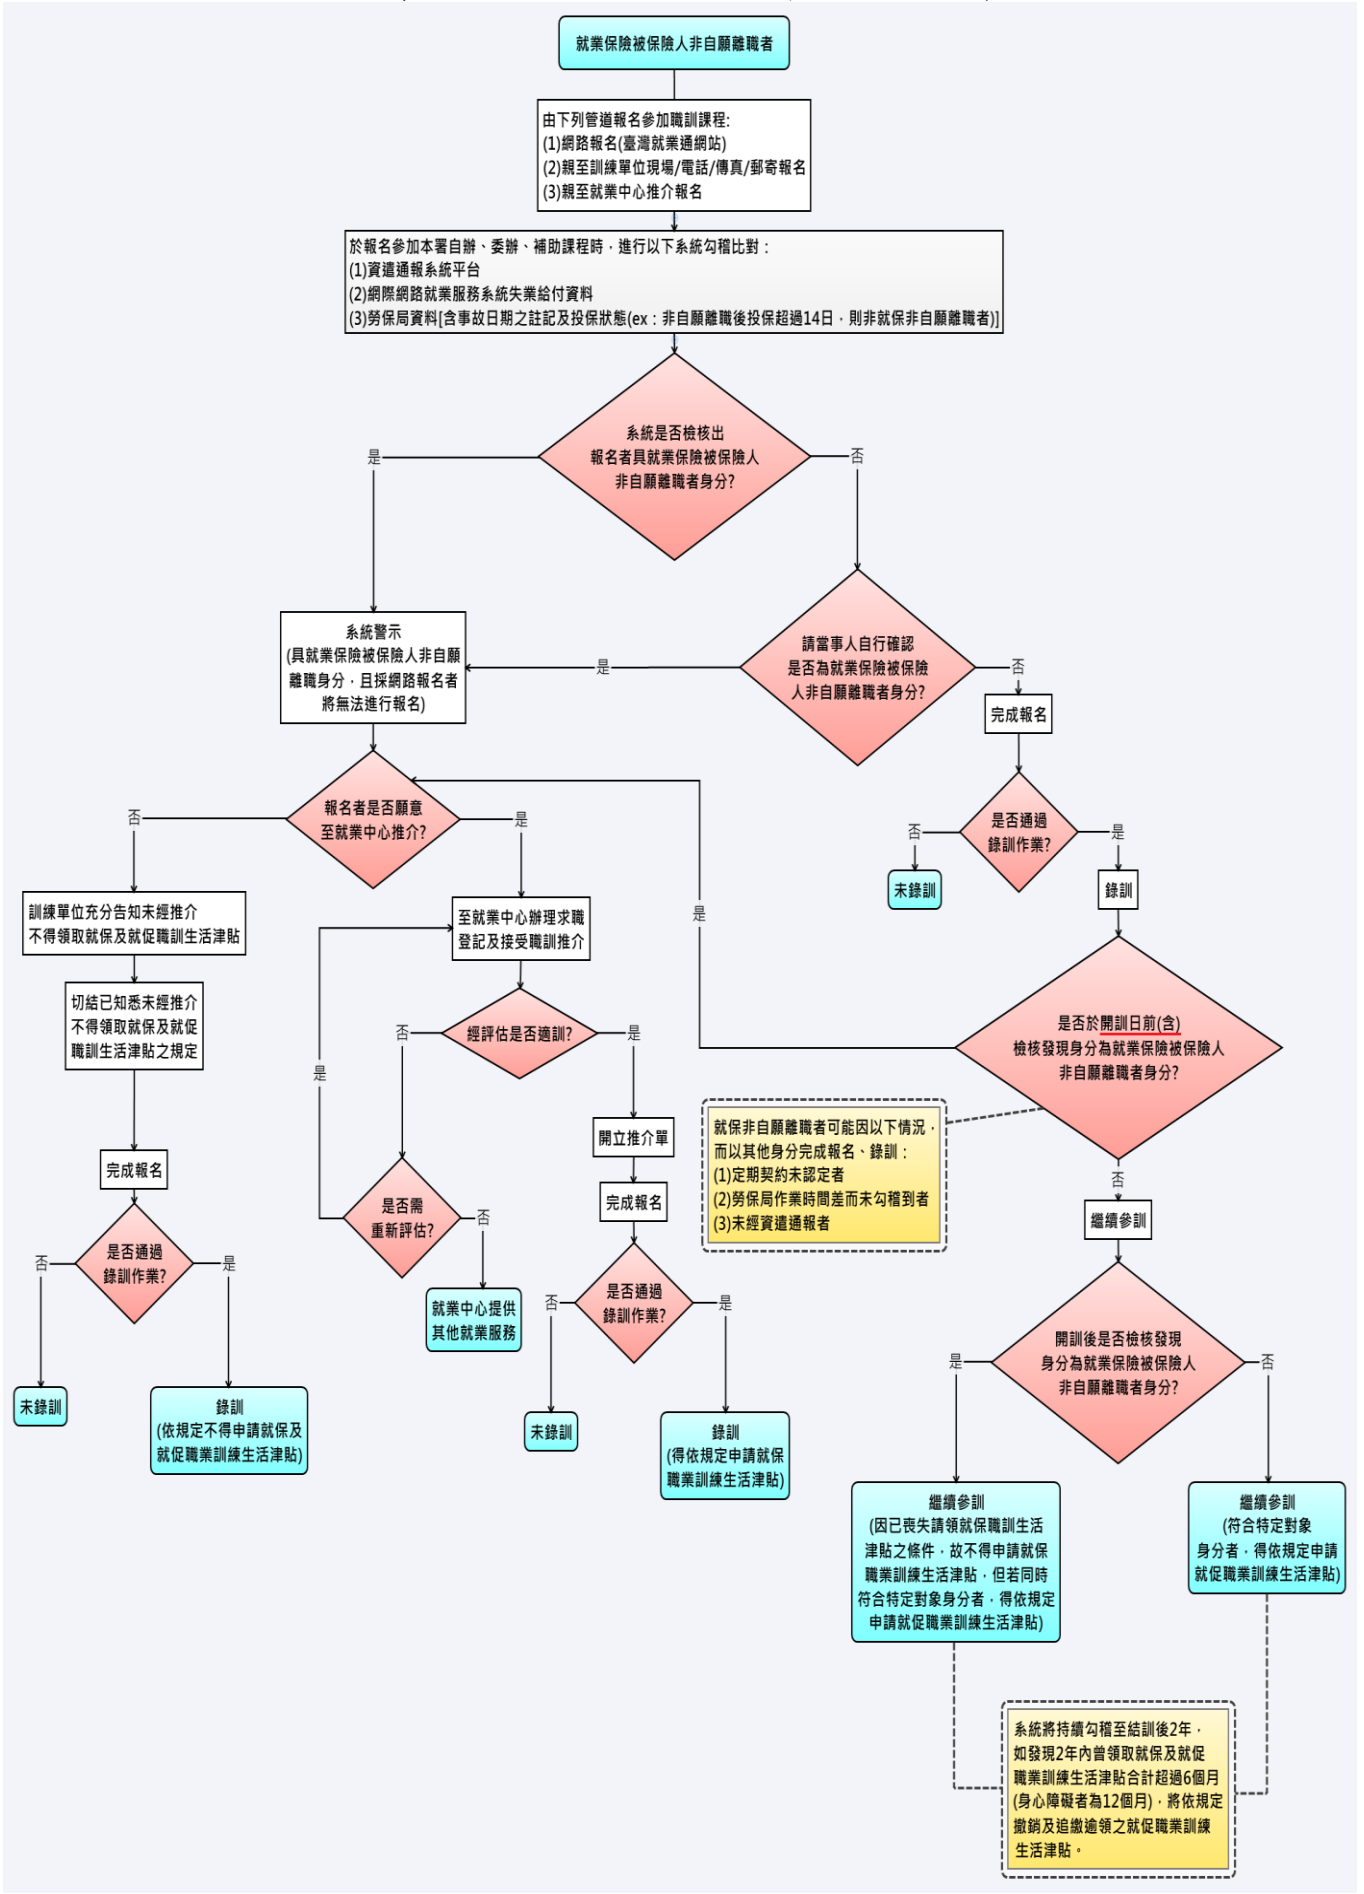 就業保險被保險人非自願離職者
由下列管道報名參加職訓課程:
(1)網路報名(臺灣就業通網站)
(2)親至訓練單位現場/電話/傳真/郵寄報名
(3)親至就業中心推介報名
於報名參加本署自辦、委辦、補助課程時，進行以下系統勾稽比對：
(1)資遣通報系統平台
(2)網際網路就業服務系統失業給付資料
(3)勞保局資料[含事故日期之註記及投保狀態(ex：非自願離職後投保超過14日，則非就保非自願離職者)]
系統是否檢核出
報名者具就業保險被保險人
非自願離職者身分?
是
否
系統警示
(具就業保險被保險人非自願
離職身分，且採網路報名者
將無法進行報名)
是
請當事人自行確認
是否為就業保險被保險
人非自願離職者身分?
否
完成報名
是否通過
錄訓作業?
否
是
未錄訓
錄訓
報名者是否願意
至就業中心推介?
否
是
訓練單位充分告知未經推介
不得領取就保及就促職訓生活津貼
切結已知悉未經推介
不得領取就保及就促
職訓生活津貼之規定
完成報名
是否通過
錄訓作業?
否
是
未錄訓
錄訓
(依規定不得申請就保及
就促職業訓練生活津貼)
至就業中心辦理求職
登記及接受職訓推介
經評估是否適訓?
否
是
是
是否需
重新評估?
否
就業中心提供
其他就業服務
開立推介單
完成報名
是否通過
錄訓作業?
否
是
未錄訓
錄訓
(得依規定申請就保
職業訓練生活津貼)
是
是否於開訓日前(含)
檢核發現身分為就業保險被保險人
非自願離職者身分?
就保非自願離職者可能因以下情況，
而以其他身分完成報名、錄訓：
(1)定期契約未認定者
(2)勞保局作業時間差而未勾稽到者
(3)未經資遣通報者
否
繼續參訓
開訓後是否檢核發現
身分為就業保險被保險人
非自願離職者身分?
是
否
繼續參訓
(因已喪失請領就保職訓生活
津貼之條件，故不得申請就保
職業訓練生活津貼，但若同時
符合特定對象身分者，得依規定
申請就促職業訓練生活津貼)
繼續參訓
(符合特定對象
身分者，得依規定申請
就促職業訓練生活津貼)
系統將持續勾稽至結訓後2年，
如發現2年內曾領取就保及就促
職業訓練生活津貼合計超過6個月
(身心障礙者為12個月)，將依規定
撤銷及追繳逾領之就促職業訓練
生活津貼。